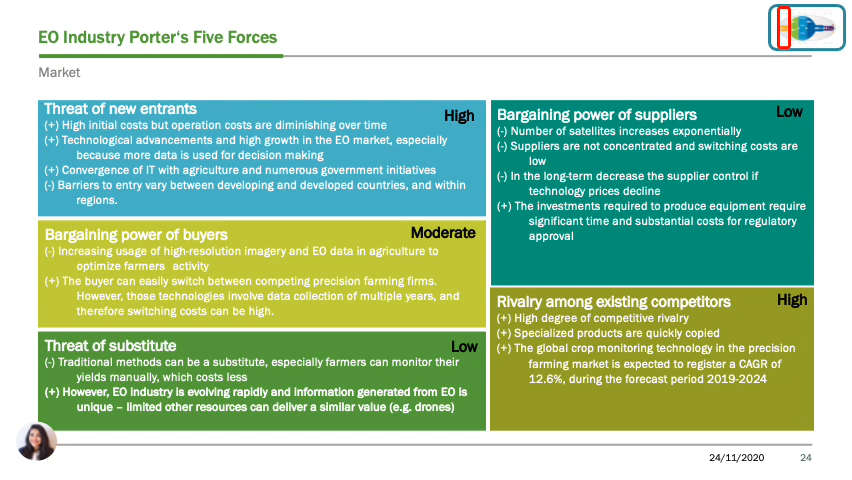 EO Industry Porter‘s Five Forces
Market
Threat of new entrants
High
(+) High initial costs but operation costs are diminishing over time
(+) Technological advancements and high growth in the EO market, especially
because more data is used for decision making
(+) Convergence of IT with agriculture and numerous government initiatives
(-) Barriers to entry vary between developing and developed countries, and within
regions.
Bargaining power of buyers
Moderate
(-) Increasing usage of high-resolution imagery and EO data in agriculture to
optimize farmers activity
(+) The buyer can easily switch between competing precision farming firms.
However, those technologies involve data collection of multiple years, and
therefore switching costs can be high.
Threat of substitute
Low
(-) Traditional methods can be a substitute, especially farmers can monitor their
yields manually, which costs less
(+) However, EO industry is evolving rapidly and information generated from EO is
unique – limited other resources can deliver a similar value (e.g. drones)
Bargaining power of suppliers
Low
(-) Number of satellites increases exponentially
(-) Suppliers are not concentrated and switching costs are
low
(-) In the long-term decrease the supplier control if
technology prices decline
(+) The investments required to produce equipment require
significant time and substantial costs for regulatory
approval
Rivalry among existing competitors
High
(+) High degree of competitive rivalry
(+) Specialized products are quickly copied
(+) The global crop monitoring technology in the precision
farming market is expected to register a CAGR of
12.6%, during the forecast period 2019-2024
24/11/2020
24